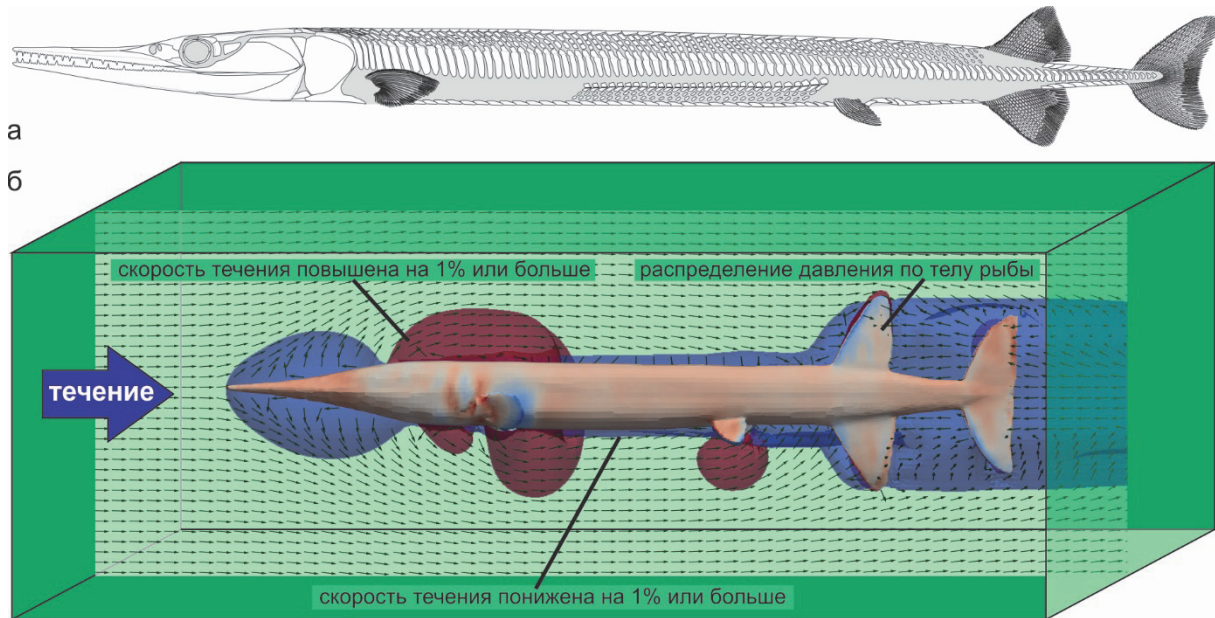 а
б
скорость течения повышена на 1% или больше
распределение давления по телу рыбы
течение
скорость течения понижена на 1% или больше